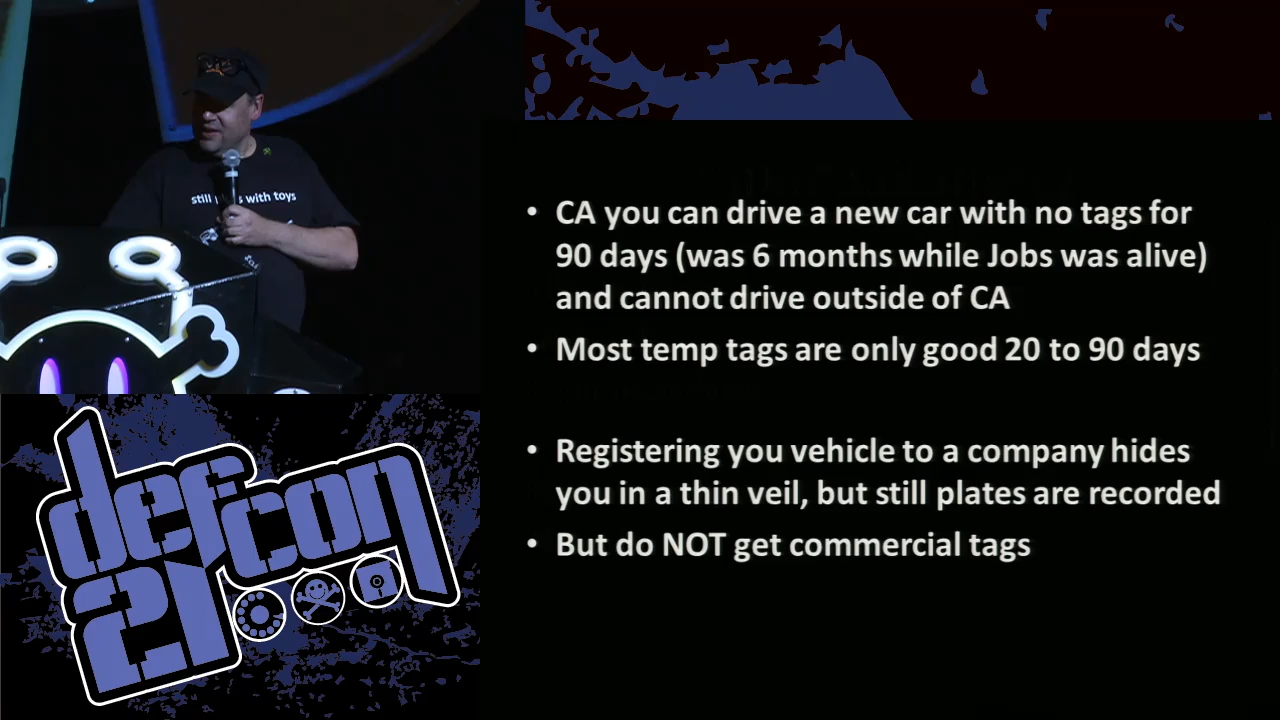 still with toys
• CA you can drive a new car with no tags for
90 days (was 6 months while Jobs was alive)
and cannot drive outside of CA
• Most temp tags are only good 20 to 90 days
• Registering you vehicle to a company hides
you in a thin veil, but still plates are recorded
• But do NOT get commercial tags
defcon
21